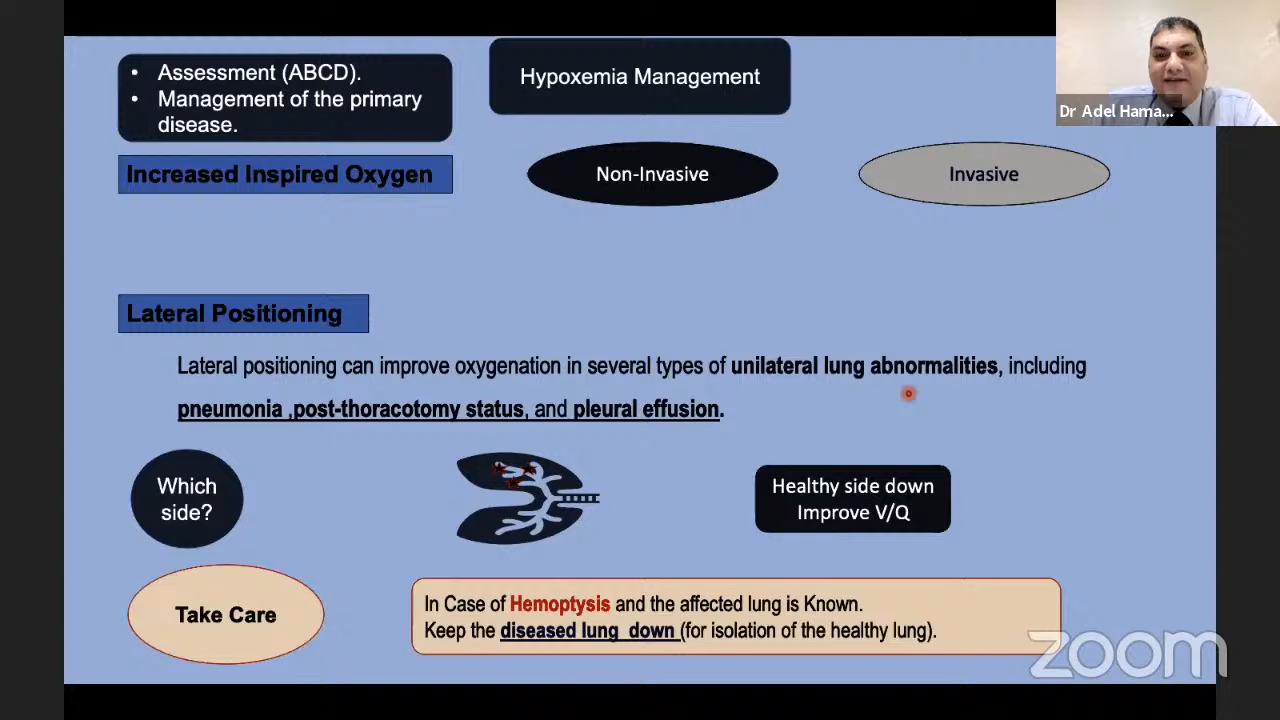 • Assessment (ABCD).
• Management of the primary
disease.
Hypoxemia Management
Dr Adel Hama...
Increased Inspired Oxygen
Non-Invasive
Invasive
Lateral Positioning
Lateral positioning can improve oxygenation in several types of unilateral lung abnormalities, including
pneumonia ,post-thoracotomy status, and pleural effusion.
Which
side?
Healthy side down
Improve V/Q
Take Care
In Case of Hemoptysis and the affected lung is Known.
Keep the diseased lung down (for isolation of the healthy lung).
zoom